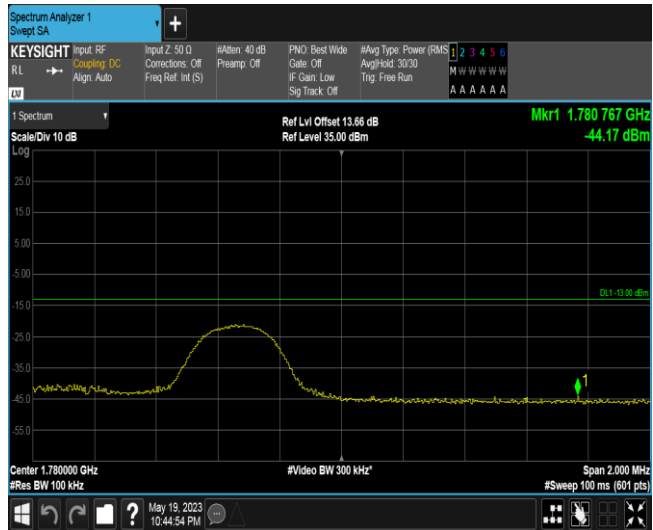 Spectrum Analyzer 1
Swept SA
+
KEYSIGHT Input: RF Input Z: 50 Ω #Atten: 40 dB PNO: Best Wide #Avg Type: Power (RMS 1 2 3 4 5 6
RL Coupling: DC Corrections: Off Preamp: Off Gate: Off Avg|Hold: 30/30 M W W W W W
Align: Auto Freq Ref: Int (S) IF Gain: Low Trig: Free Run
LXI Sig Track: Off A A A A A A
1 Spectrum Ref Lvl Offset 13.66 dB Mkr1 1.780 767 GHz
Scale/Div 10 dB Ref Level 35.00 dBm -44.17 dBm
Log
25.0
15.0
5.00
-5.00
DL1 -13.00 dBm
-15.0
-25.0
-35.0
1
-45.0
-55.0
Center 1.780000 GHz #Video BW 300 kHz* Span 2.000 MHz
#Res BW 100 kHz #Sweep 100 ms (601 pts)
? May 19, 2023
10:44:54 PM